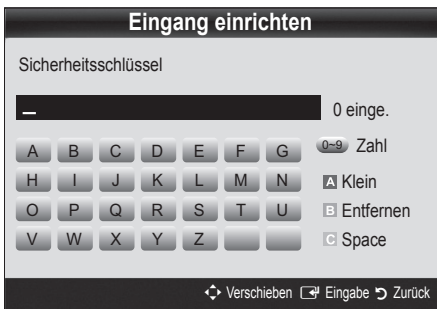 Eingang einrichten
Sicherheitsschlüssel
_ 0 einge.
A B C D E F G 0~9 Zahl
H I J K L M N A Klein
O P Q R S T U B Entfernen
V W X Y Z C Space
Verschieben Eingabe Zurück